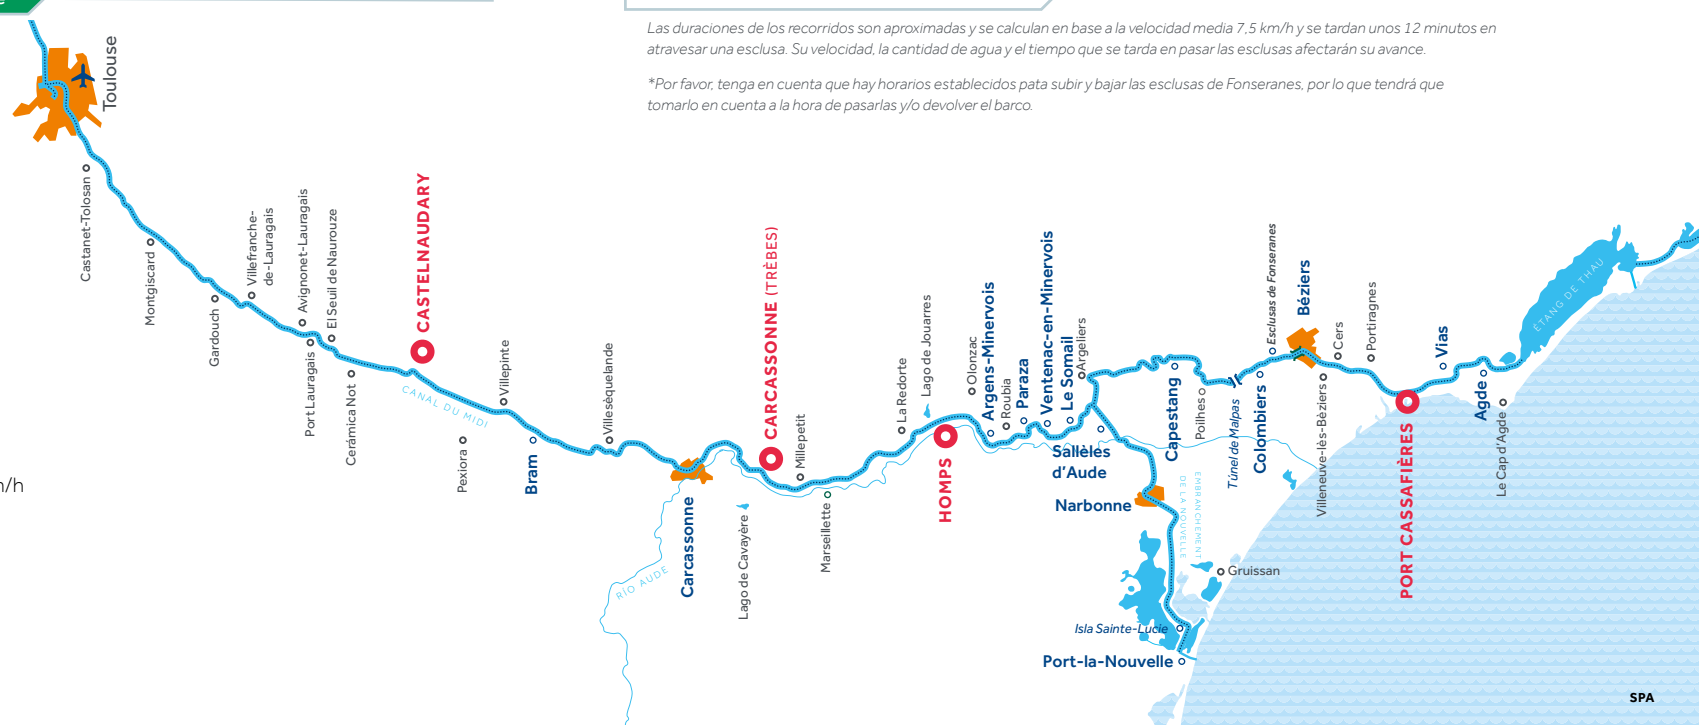 Las duraciones de los recorridos son aproximadas y se calculan en base a la velocidad media 7,5 km/h y se tardan unos 12 minutos en
atravesar una esclusa. Su velocidad, la cantidad de agua y el tiempo que se tarda en pasar las esclusas afectarán su avance.
*Por favor, tenga en cuenta que hay horarios establecidos pata subir y bajar las esclusas de Fonseranes, por lo que tendrá que
tomarlo en cuenta a la hora de pasarlas y/o devolver el barco.
Toulouse
Castanet-Tolosan
Montgiscard
Gardouch
Villefranche-
de-Lauragais
Avignonet-Lauragais
Port Lauragais
El Seuil de Naurouze
Cerámica Not
CASTELNAUDARY
CANAL DU MIDI
Pexiora
Villepinte
Bram
Villesèquelande
Carcassonne
RÍO AUDE
Lago de Cavayère
CARCASSONNE (TRÈBES)
Millepetit
Marseillette
La Redorte
Lago de Jouarres
HOMPS
Olonzac
Argens-Minervois
Roubia
Paraza
Ventenac-en-Minervois
Le Somail
Argeliers
Sallèles
d'Aude
Narbonne
EMBRANCHEMENT
DE LA NOUVELLE
Gruissan
Isla Sainte-Lucie
Port-la-Nouvelle
Capestang
Poilhes
Túnel de Malpas
Colombiers
Esclusas de Fonseranes
Béziers
Villeneuve-lès-Béziers
Cers
Portiragnes
PORT CASSAFIÈRES
Vias
Agde
Le Cap d'Agde
ÉTANG DE THAU
/h
SPA